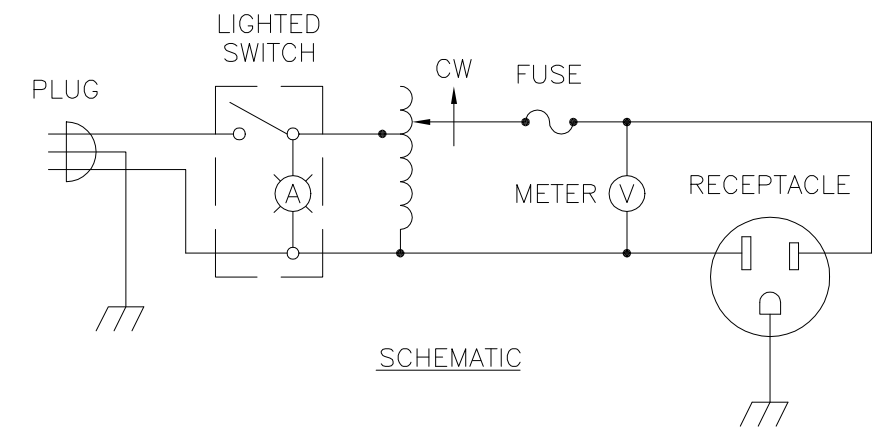 LIGHTED
SWITCH
PLUG
CW
FUSE
A
METER
V
RECEPTACLE
SCHEMATIC